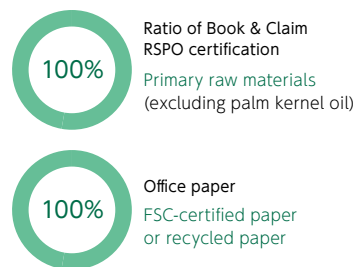 100%
Ratio of Book & Claim
RSPO certification
Primary raw materials
(excluding palm kernel oil)
100%
Office paper
FSC-certified paper
or recycled paper